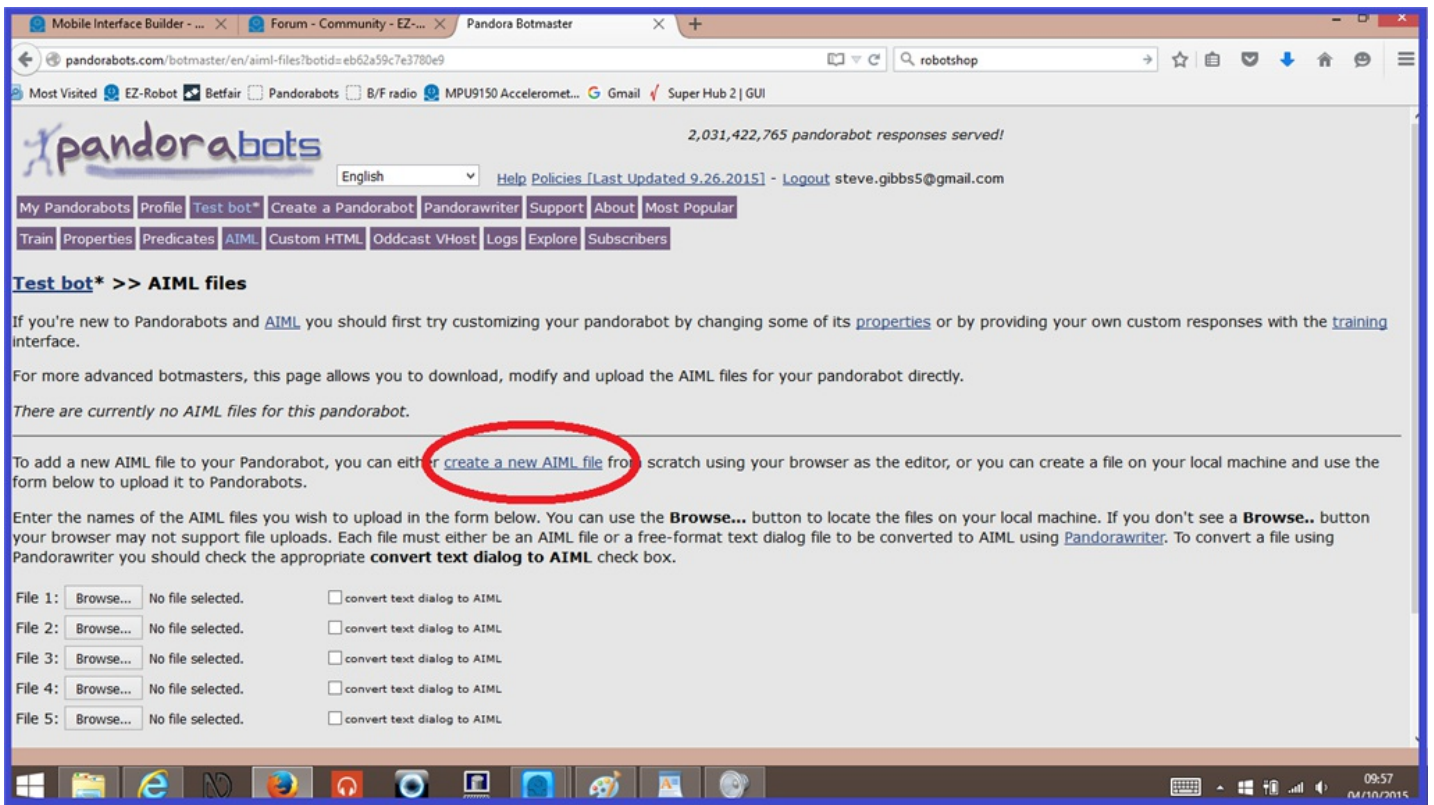 Mobile Interface Builder - ...
Forum - Community - EZ-...
Pandora Botmaster
pandorabots.com/botmaster/en/aiml-files?botid=eb62a59c7e3780e9
robotshop
Most Visited EZ-Robot Betfair Pandorabots B/F radio MPU9150 Acceleromet... Gmail Super Hub 2 | GUI
pandorabots
2,031,422,765 pandorabot responses served!
English
Help Policies [Last Updated 9.26.2015] - Logout steve.gibbs5@gmail.com
My Pandorabots Profile Test bot* Create a Pandorabot Pandorawriter Support About Most Popular
Train Properties Predicates AIML Custom HTML Oddcast VHost Logs Explore Subscribers
Test bot* >> AIML files
If you're new to Pandorabots and AIML you should first try customizing your pandorabot by changing some of its properties or by providing your own custom responses with the training
interface.
For more advanced botmasters, this page allows you to download, modify and upload the AIML files for your pandorabot directly.
There are currently no AIML files for this pandorabot.
To add a new AIML file to your Pandorabot, you can either create a new AIML file from scratch using your browser as the editor, or you can create a file on your local machine and use the
form below to upload it to Pandorabots.
Enter the names of the AIML files you wish to upload in the form below. You can use the Browse... button to locate the files on your local machine. If you don't see a Browse.. button
your browser may not support file uploads. Each file must either be an AIML file or a free-format text dialog file to be converted to AIML using Pandorawriter. To convert a file using
Pandorawriter you should check the appropriate convert text dialog to AIML check box.
File 1: Browse... No file selected. convert text dialog to AIML
File 2: Browse... No file selected. convert text dialog to AIML
File 3: Browse... No file selected. convert text dialog to AIML
File 4: Browse... No file selected. convert text dialog to AIML
File 5: Browse... No file selected. convert text dialog to AIML
09:57
04/10/2015